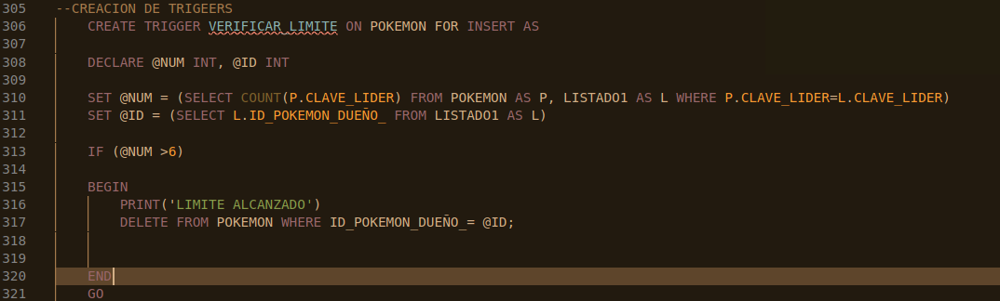 305 --CREACION DE TRIGEERS
306 CREATE TRIGGER VERIFICAR_LIMITE ON POKEMON FOR INSERT AS
307
308 DECLARE @NUM INT, @ID INT
309
310 SET @NUM = (SELECT COUNT(P.CLAVE_LIDER) FROM POKEMON AS P, LISTADO1 AS L WHERE P.CLAVE_LIDER=L.CLAVE_LIDER)
311 SET @ID = (SELECT L.ID_POKEMON_DUEÑO_ FROM LISTADO1 AS L)
312
313 IF (@NUM >6)
314
315 BEGIN
316 PRINT('LIMITE ALCANZADO')
317 DELETE FROM POKEMON WHERE ID_POKEMON_DUEÑO_= @ID;
318
319
320 END
321 GO